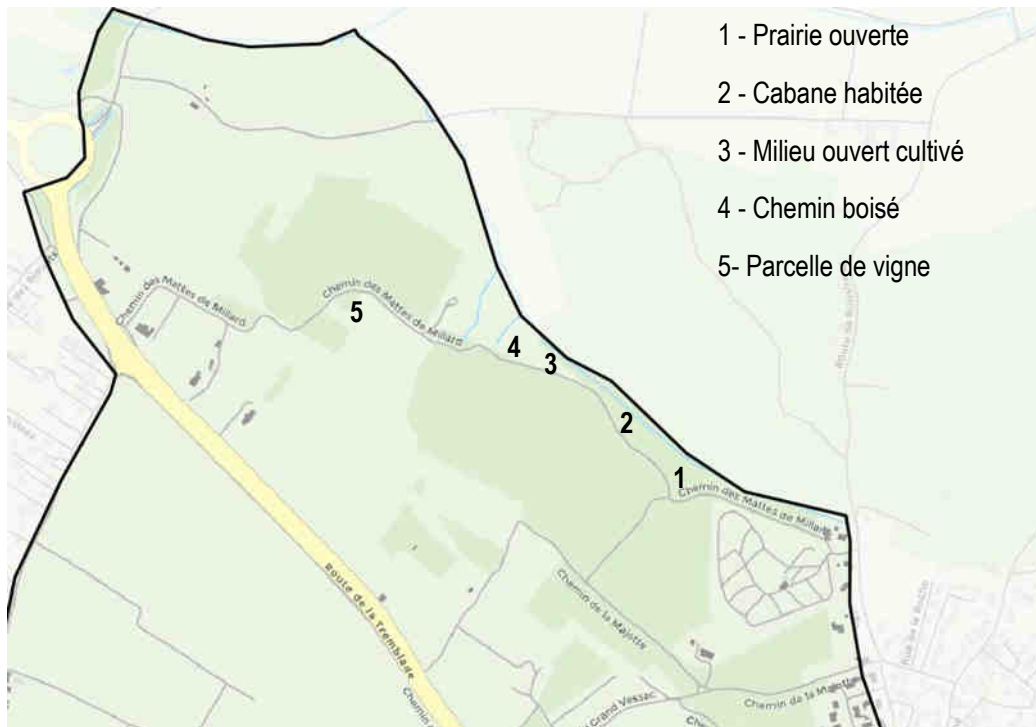 1 - Prairie ouverte
2 - Cabane habitée
3 - Milieu ouvert cultivé
4 - Chemin boisé
5- Parcelle de vigne
Chemin des Mattes de Millard
Chemin des Mattes de Millard
5
4
3
2
1
Chemin des Mattes de Millard
Route de la Tremblade
Chemin de la Majotte
Chemin de la Majotte
Grand Vessac
Chemin